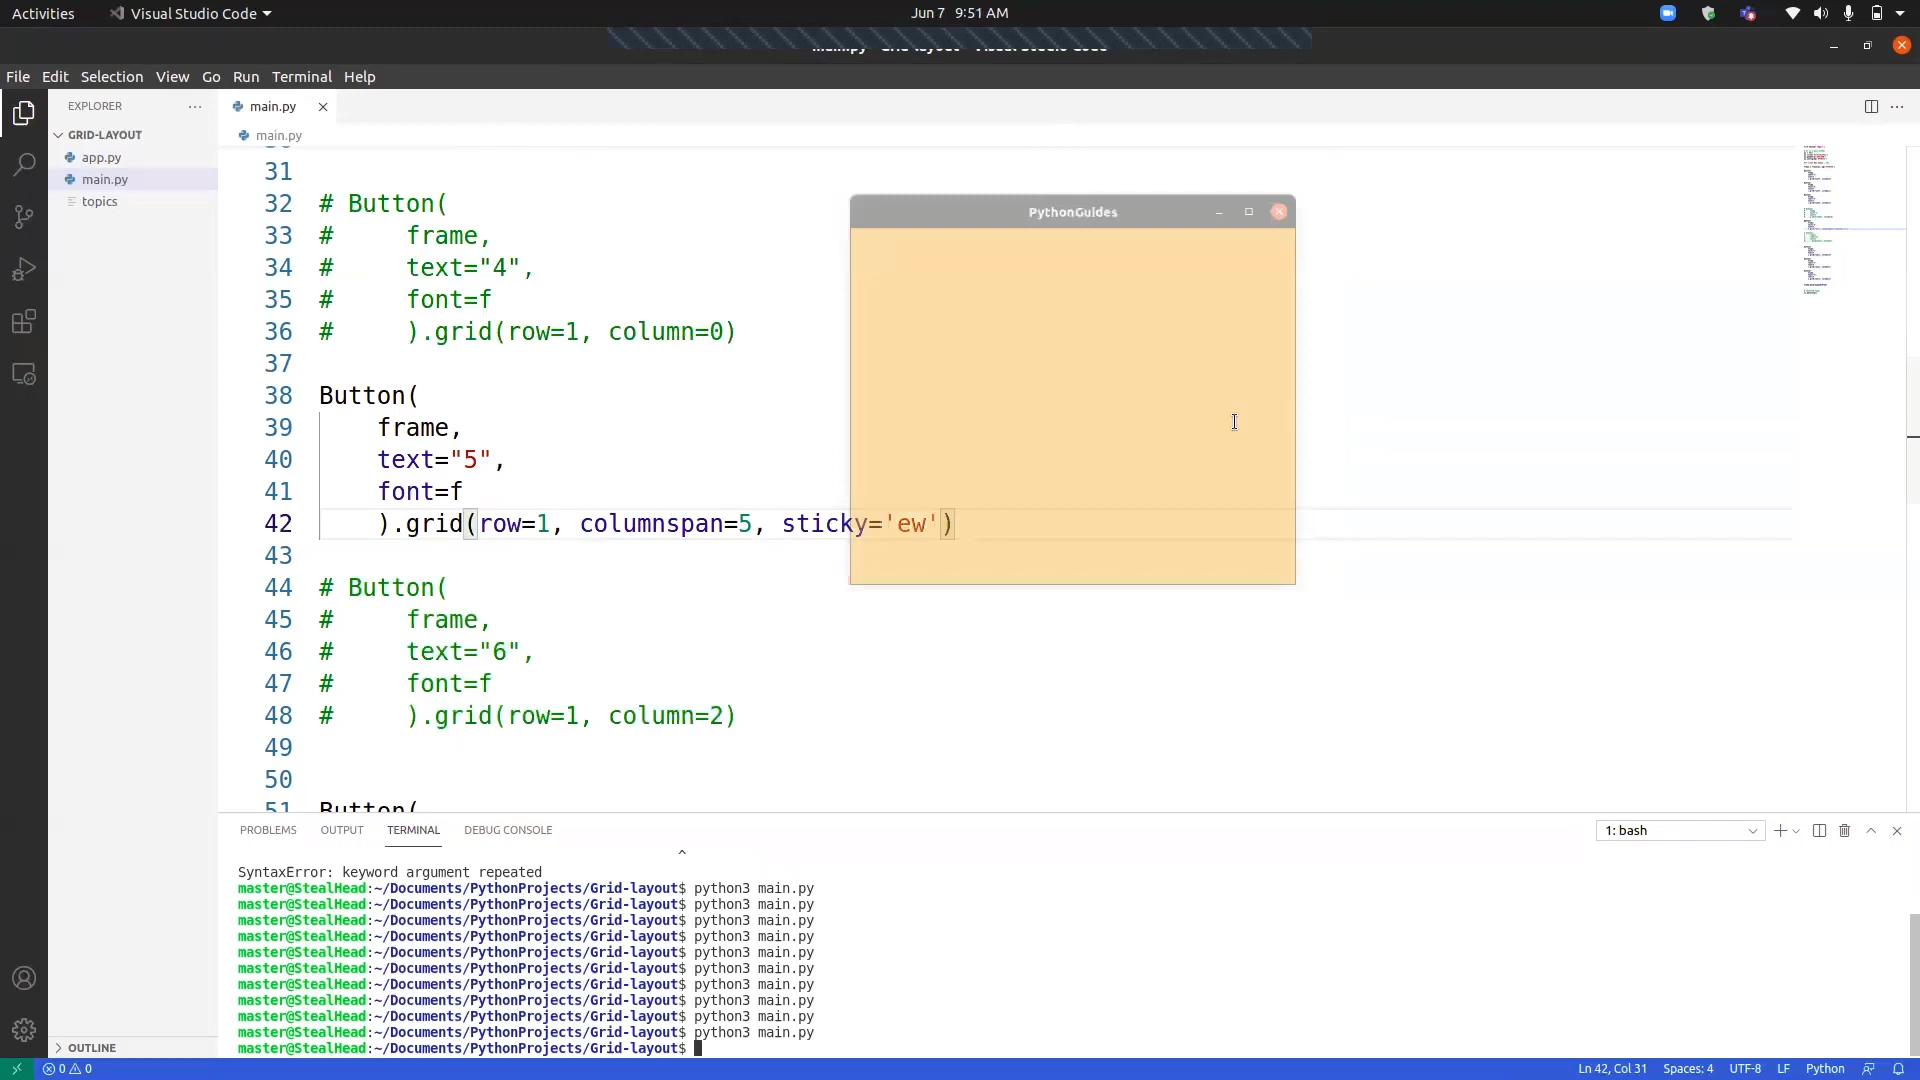 Activities
Visual Studio Code
Jun 7 9:51 AM
File Edit Selection View Go Run Terminal Help
EXPLORER
main.py
GRID-LAYOUT
main.py
app.py
main.py
topics
31
32 # Button(
33 #     frame,
34 #     text="4",
35 #     font=f
36 #     ).grid(row=1, column=0)
37
38 Button(
39     frame,
40     text="5",
41     font=f
42     ).grid(row=1, columnspan=5, sticky='ew')
43
44 # Button(
45 #     frame,
46 #     text="6",
47 #     font=f
48 #     ).grid(row=1, column=2)
49
50
51 Button(
PythonGuides
PROBLEMS OUTPUT TERMINAL DEBUG CONSOLE
1: bash
^
SyntaxError: keyword argument repeated
master@StealHead:~/Documents/PythonProjects/Grid-layout$ python3 main.py
master@StealHead:~/Documents/PythonProjects/Grid-layout$ python3 main.py
master@StealHead:~/Documents/PythonProjects/Grid-layout$ python3 main.py
master@StealHead:~/Documents/PythonProjects/Grid-layout$ python3 main.py
master@StealHead:~/Documents/PythonProjects/Grid-layout$ python3 main.py
master@StealHead:~/Documents/PythonProjects/Grid-layout$ python3 main.py
master@StealHead:~/Documents/PythonProjects/Grid-layout$ python3 main.py
master@StealHead:~/Documents/PythonProjects/Grid-layout$ python3 main.py
master@StealHead:~/Documents/PythonProjects/Grid-layout$ python3 main.py
master@StealHead:~/Documents/PythonProjects/Grid-layout$ python3 main.py
master@StealHead:~/Documents/PythonProjects/Grid-layout$
OUTLINE
0 0
Ln 42, Col 31 Spaces: 4 UTF-8 LF Python